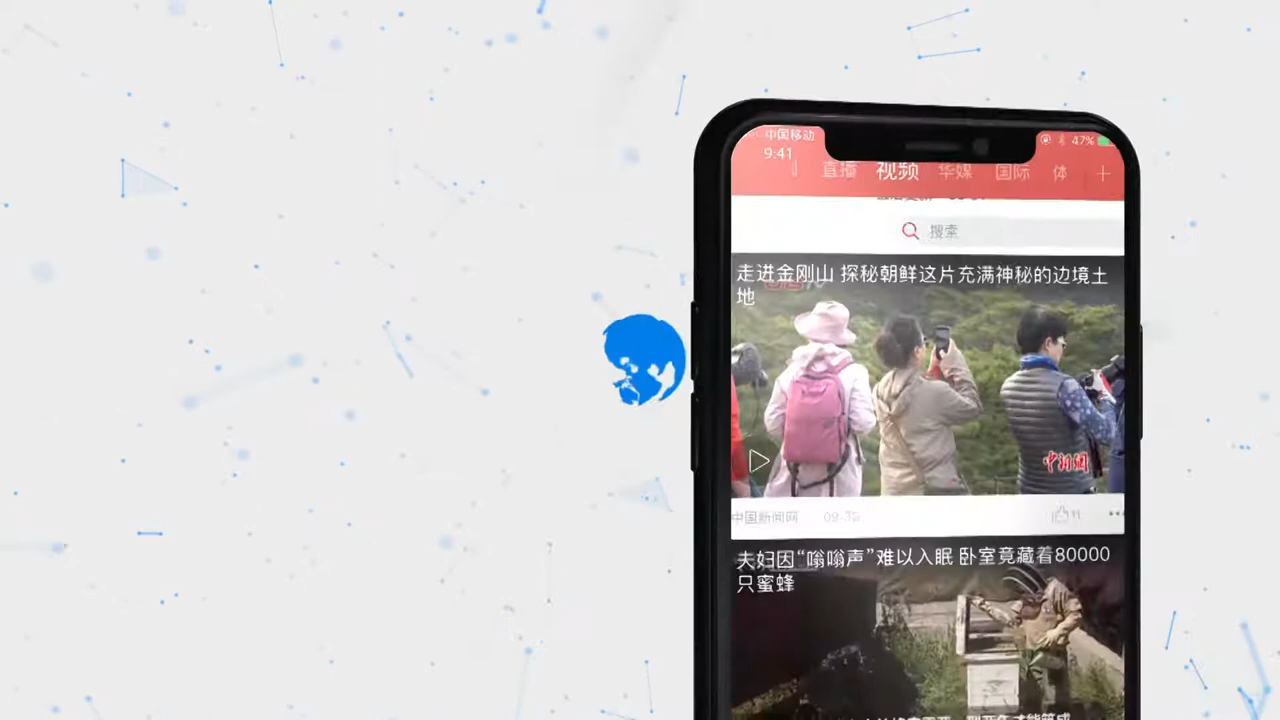 中国移动
47%
9:41
直播 视频 华媒 国际 体 +
搜索
走进金刚山 探秘朝鲜这片充满神秘的边境土
地
中新网
中国新闻网
夫妇因“嗡嗡声”难以入眠 卧室竟藏着80000
只蜜蜂